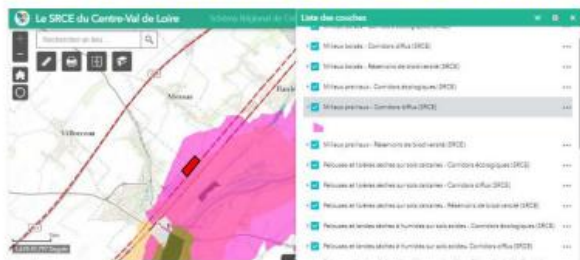 Le SRCE du Centre-Val de Loire
Schéma Régional de Co
Rechercher un lieu...
Liste des couches
Milieux boisés - Corridors diffus (SRCE)
Milieux boisés - Réservoirs de biodiversité (SRCE)
Milieux prairiaux - Corridors écologiques (SRCE)
Milieux prairiaux - Corridors diffus (SRCE)
Milieux prairiaux - Réservoirs de biodiversité (SRCE)
Pelouses et lisières sèches sur sols calcaires - Corridors écologiques (SRCE)
Pelouses et lisières sèches sur sols calcaires - Corridors diffus (SRCE)
Pelouses et lisières sèches sur sols calcaires - Réservoirs de biodiversité (SRCE)
Pelouses et landes sèches à humides sur sols acides - Corridors écologiques (SRCE)
Pelouses et landes sèches à humides sur sols acides - Corridors diffus (SRCE)